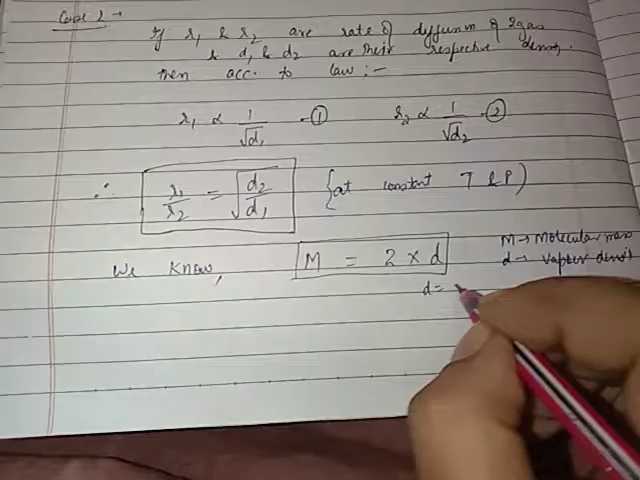 Case 2 →
If r₁ & r₂ are rate of diffusion of 2 gas
& d₁ & d₂ are their respective density.
then acc. to law :-
r₁ ∝ 1/√d₁ -① r₂ ∝ 1/√d₂ -②
∴ r₁/r₂ = √d₂/d₁ {at constant T & P)
M → Molecular mass
We know, M = 2 × d d → vapour density
d =